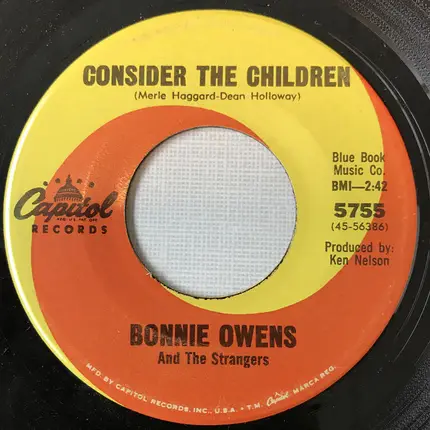 CONSIDER THE CHILDREN
(Merle Haggard-Dean Holloway)
Blue Book
Music Co.
BMI—2:42
5755
(45-56386)
Produced by:
Ken Nelson
Capitol
RECORDS
BONNIE OWENS
And The Strangers
MFD. BY CAPITOL RECORDS, INC., U.S.A. • T.M. Capitol MARCA REG.